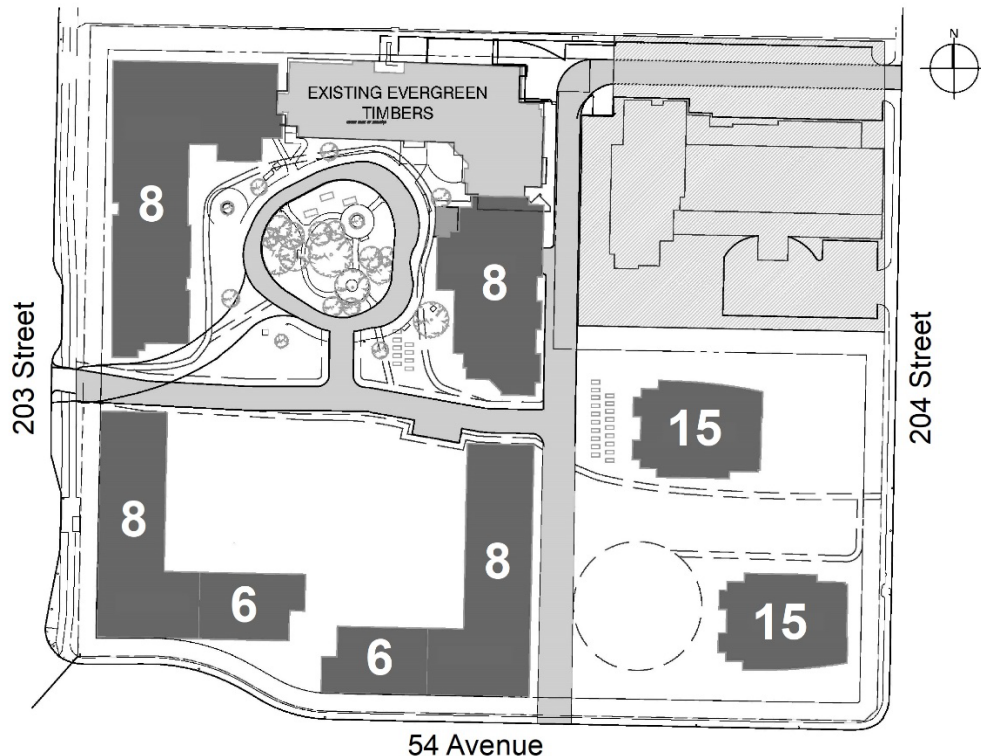 N
EXISTING EVERGREEN
TIMBERS
8
8
15
203 Street
204 Street
8
8
6
6
15
54 Avenue